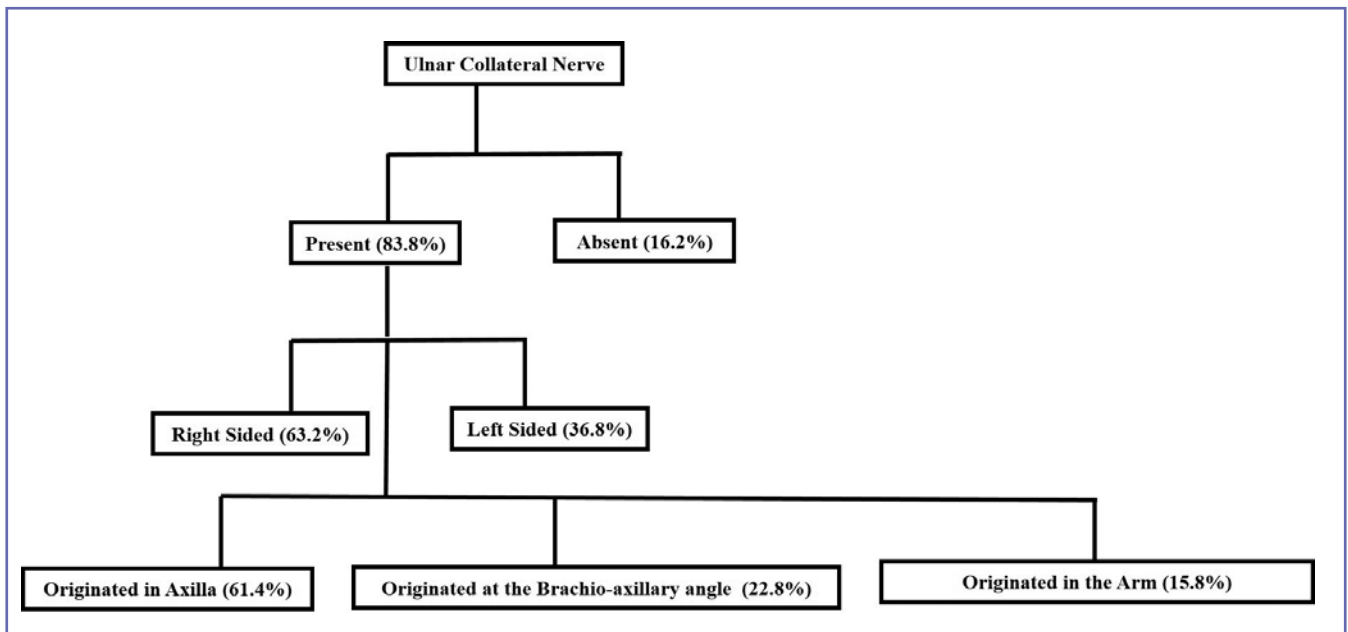 Ulnar Collateral Nerve
Present (83.8%)
Absent (16.2%)
Right Sided (63.2%)
Left Sided (36.8%)
Originated in Axilla (61.4%)
Originated at the Brachio-axillary angle (22.8%)
Originated in the Arm (15.8%)